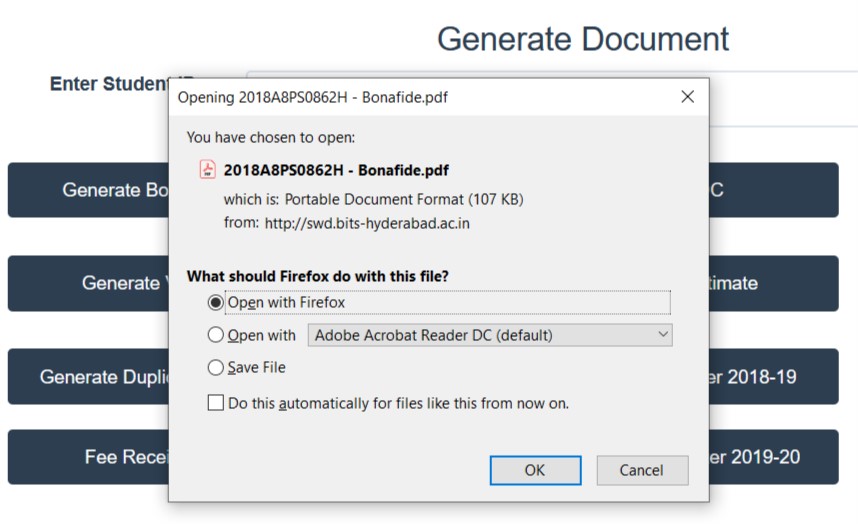 Generate Document
Enter Student
Opening 2018A8PS0862H - Bonafide.pdf
You have chosen to open:
2018A8PS0862H - Bonafide.pdf
which is: Portable Document Format (107 KB)
from: http://swd.bits-hyderabad.ac.in
What should Firefox do with this file?
Open with Firefox
Open with Adobe Acrobat Reader DC (default)
Save File
Do this automatically for files like this from now on.
OK Cancel
Generate Bo
C
Generate
timate
Generate Dupli
er 2018-19
Fee Recei
er 2019-20